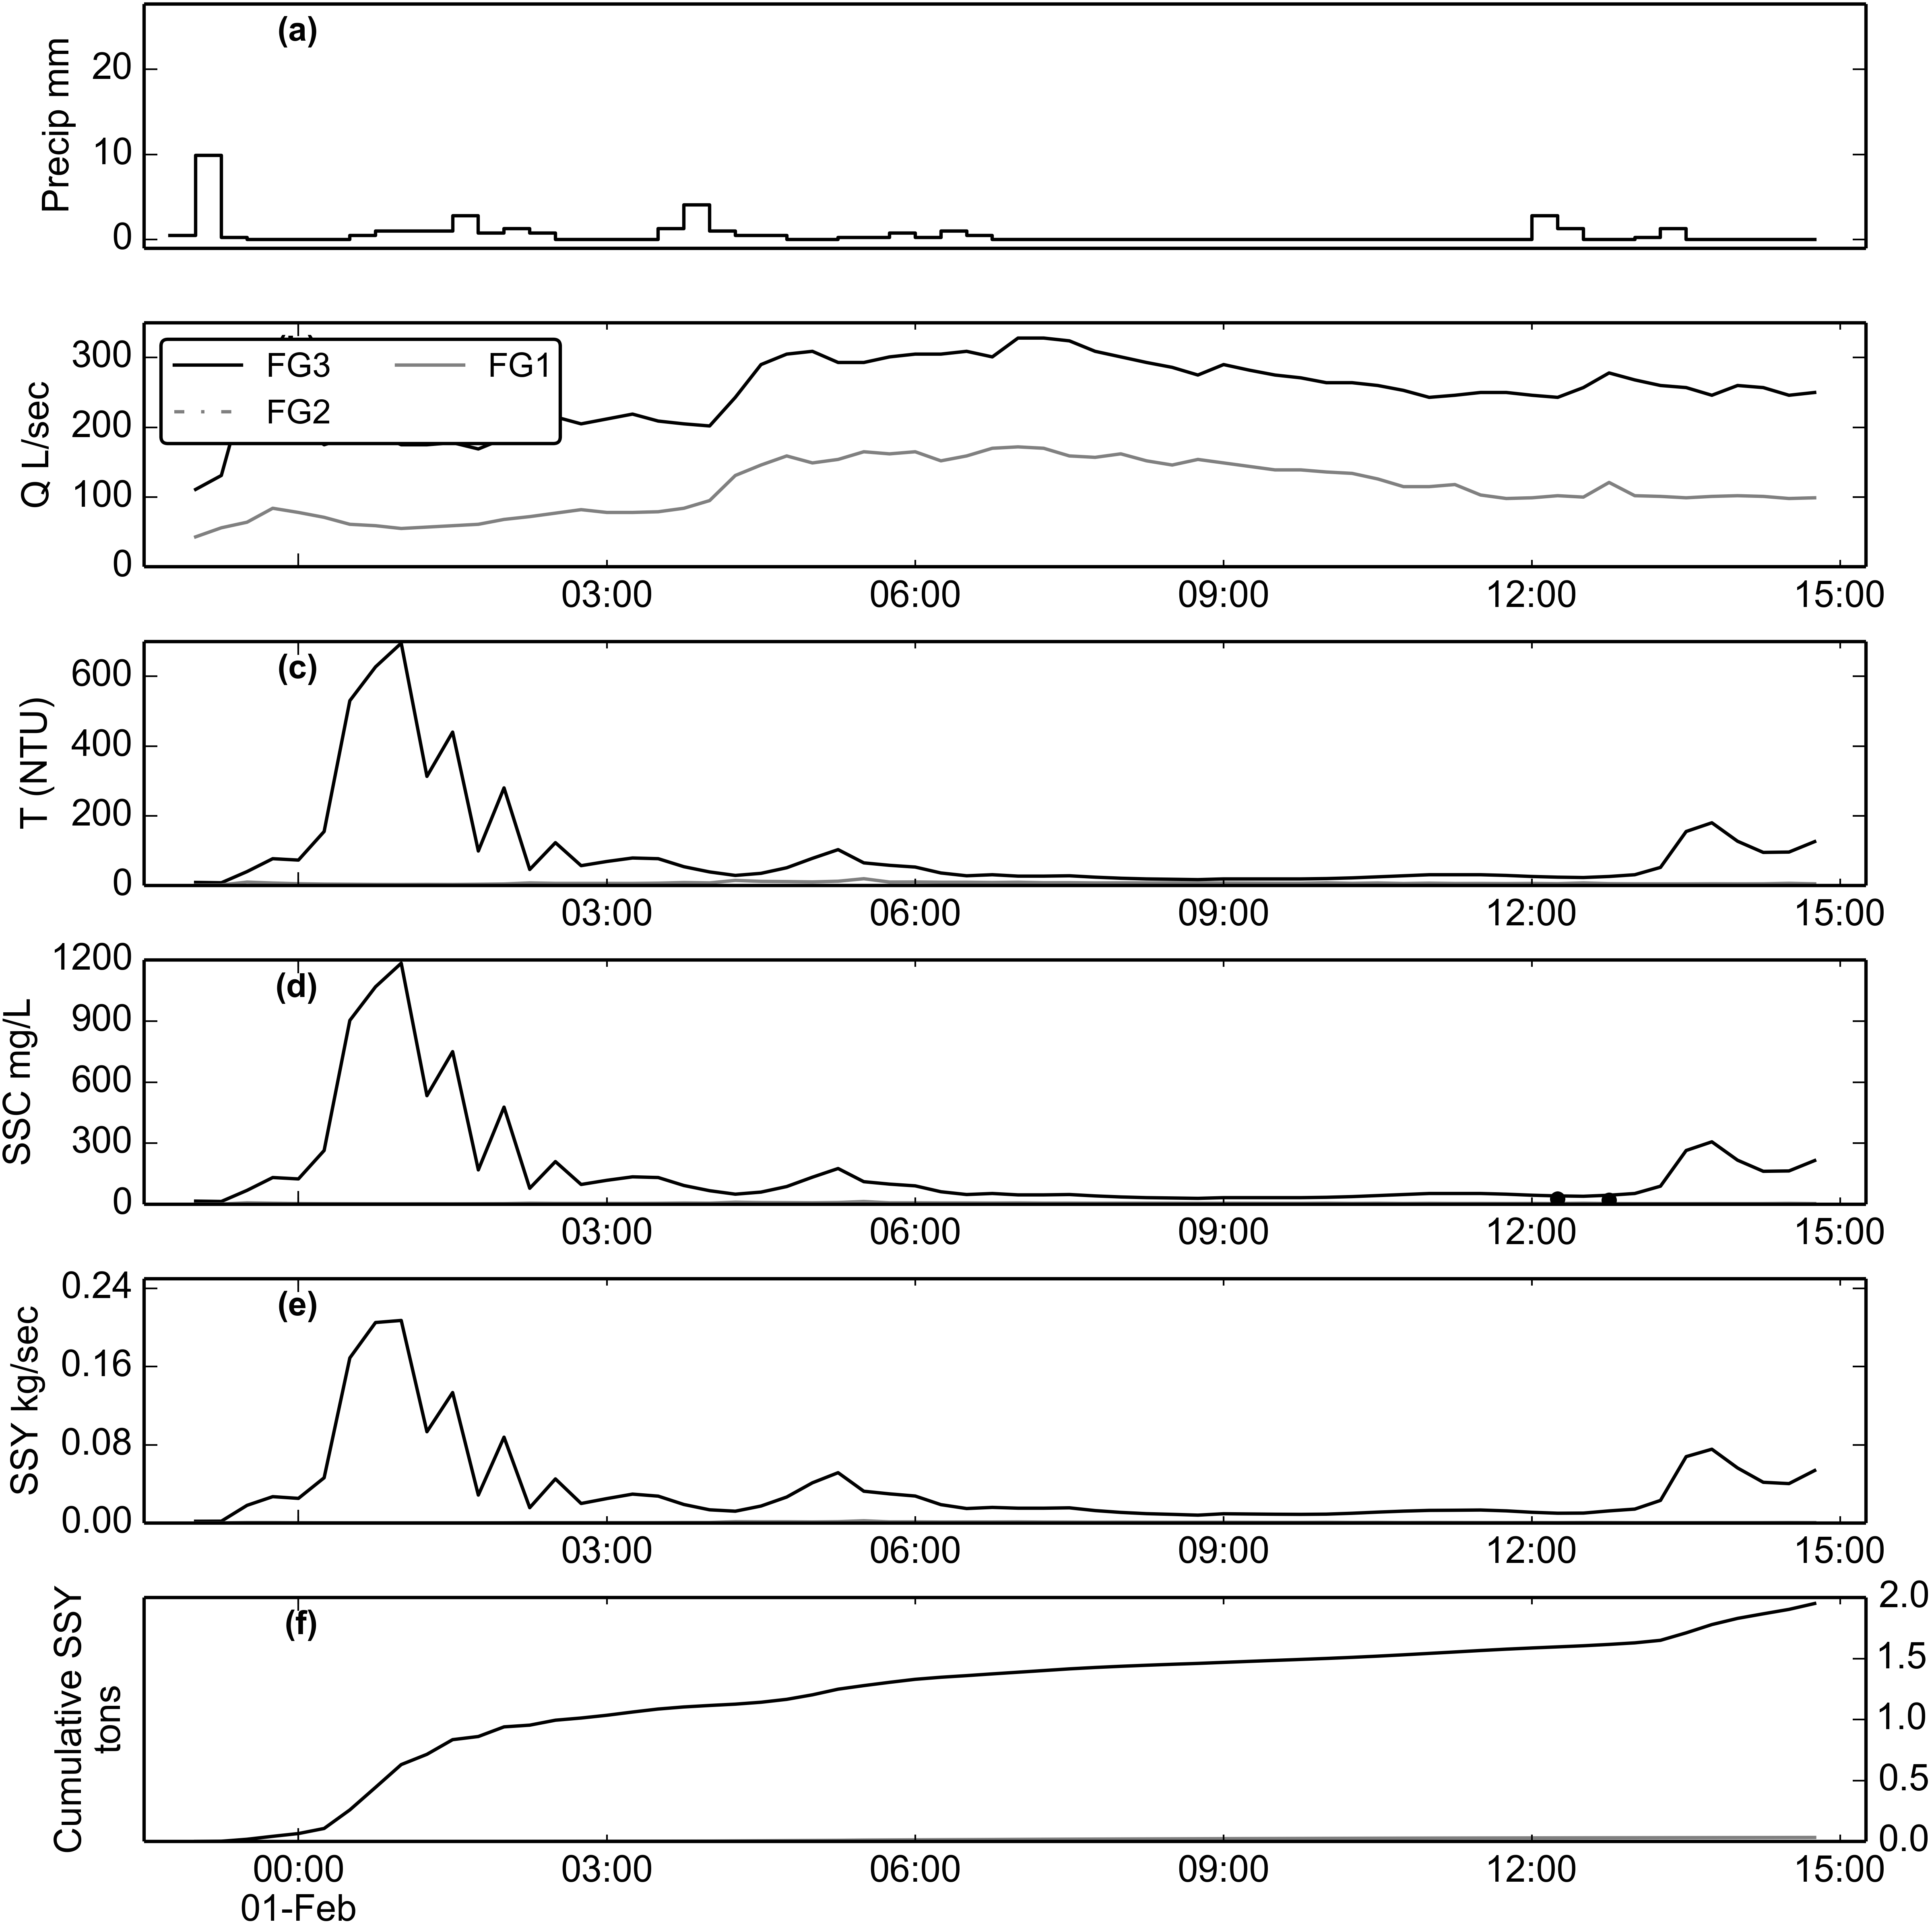 (a)
Precip mm
20
10
0
FG3 FG1
FG2
Q L/sec
300
200
100
0
03:00 06:00 09:00 12:00 15:00
(c)
T (NTU)
600
400
200
0
03:00 06:00 09:00 12:00 15:00
(d)
SSC mg/L
1200
900
600
300
0
03:00 06:00 09:00 12:00 15:00
(e)
SSY kg/sec
0.24
0.16
0.08
0.00
03:00 06:00 09:00 12:00 15:00
(f)
Cumulative SSY
tons
2.0
1.5
1.0
0.5
0.0
00:00 03:00 06:00 09:00 12:00 15:00
01-Feb